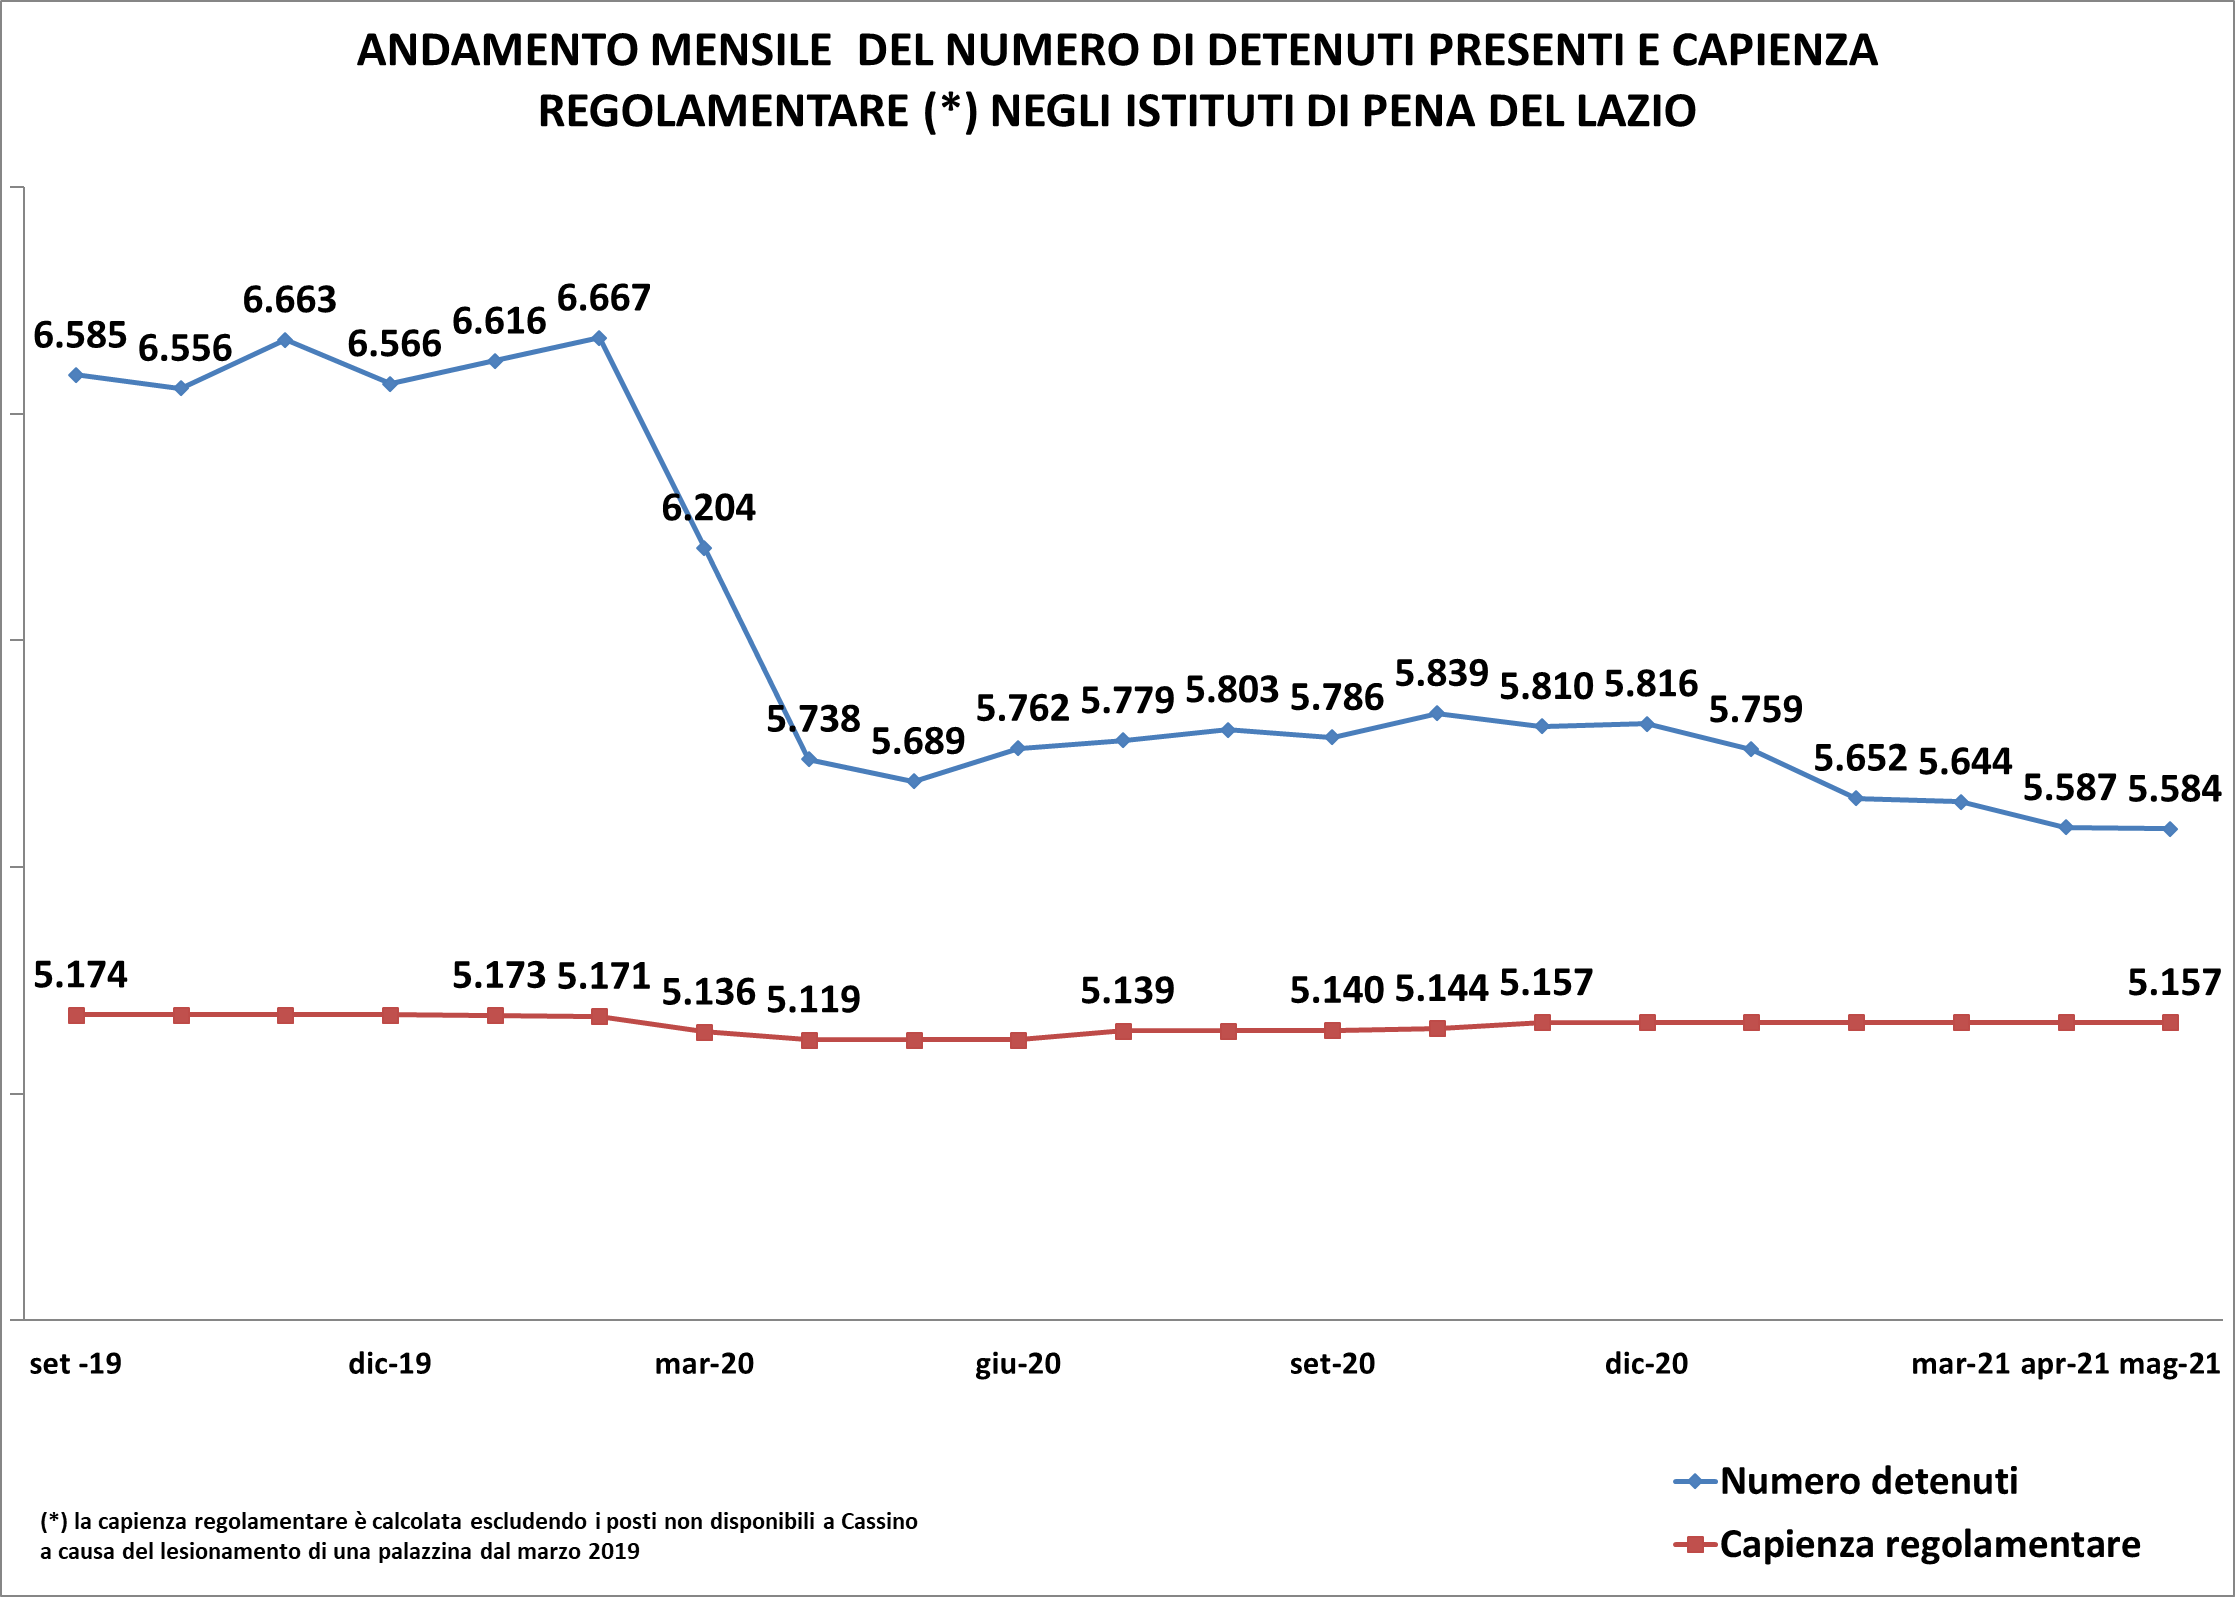 ANDAMENTO MENSILE  DEL NUMERO DI DETENUTI PRESENTI E CAPIENZA
REGOLAMENTARE (*) NEGLI ISTITUTI DI PENA DEL LAZIO
6.585 6.556 6.663 6.566 6.616 6.667 6.204 5.738 5.689 5.762 5.779 5.803 5.786 5.839 5.810 5.816 5.759 5.652 5.644 5.587 5.584
5.174 5.173 5.171 5.136 5.119 5.139 5.140 5.144 5.157 5.157
set -19 dic-19 mar-20 giu-20 set-20 dic-20 mar-21 apr-21 mag-21
Numero detenuti
Capienza regolamentare
(*) la capienza regolamentare è calcolata escludendo i posti non disponibili a Cassino
a causa del lesionamento di una palazzina dal marzo 2019